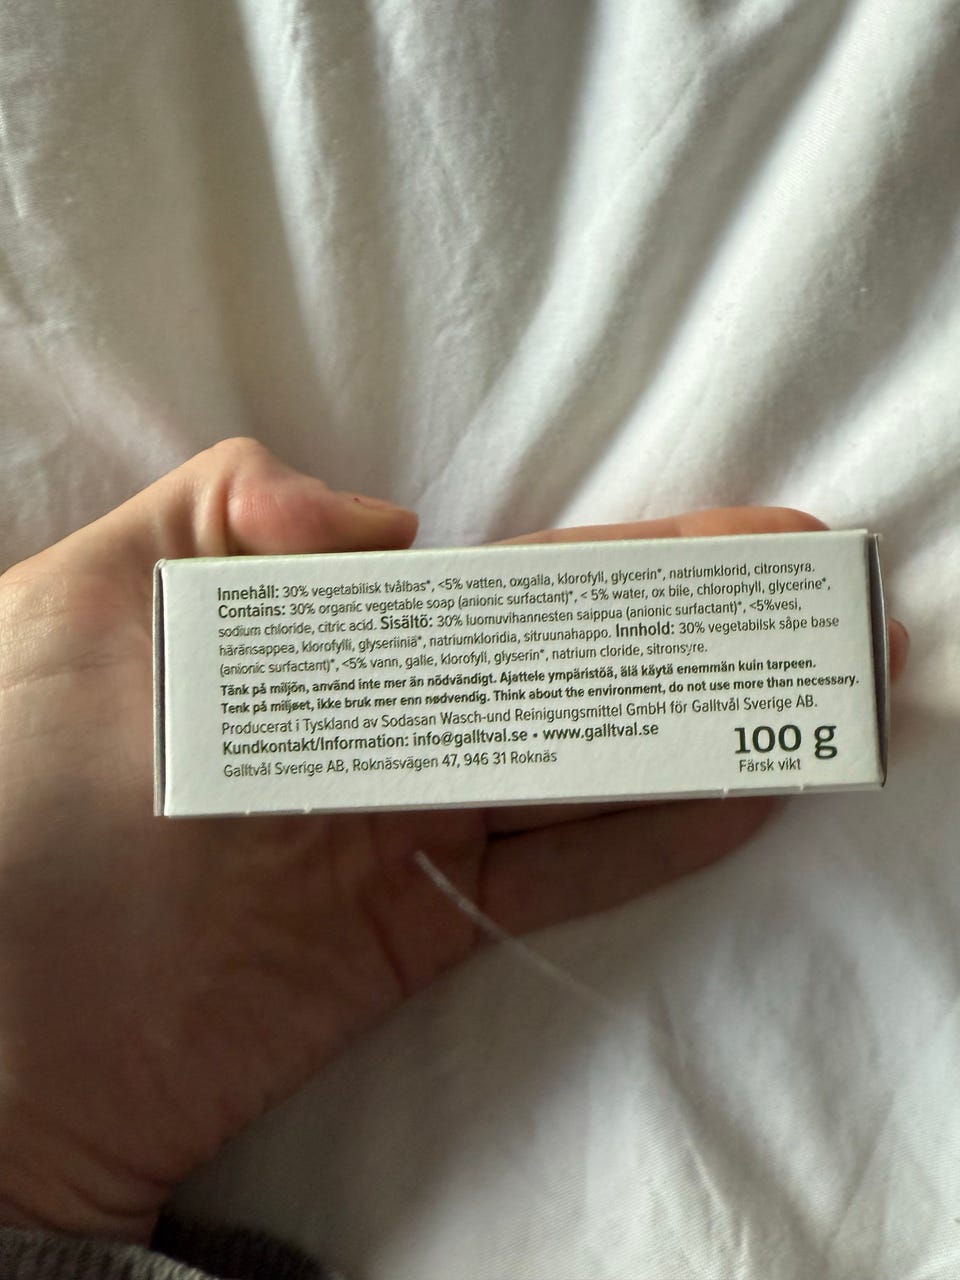 Innehåll: 30% vegetabilisk tvålbas*, <5% vatten, oxgalla, klorofyll, glycerin*, natriumklorid, citronsyra.
Contains: 30% organic vegetable soap (anionic surfactant)*, < 5% water, ox bile, chlorophyll, glycerine*,
sodium chloride, citric acid. Sisältö: 30% luomuvihannesten saippua (anionic surfactant)*, <5%vesi,
häränsappea, klorofylli, glyseriiniä*, natriumkloridia, sitruunahappo. Innhold: 30% vegetabilsk såpe base
(anionic surfactant)*, <5% vann, galle, klorofyll, glyserin*, natrium cloride, sitronsyre.
Tänk på miljön, använd inte mer än nödvändigt. Ajattele ympäristöä, älä käytä enemmän kuin tarpeen.
Tenk på miljøet, ikke bruk mer enn nødvendig. Think about the environment, do not use more than necessary.
Producerat i Tyskland av Sodasan Wasch-und Reinigungsmittel GmbH för Galltvål Sverige AB.
Kundkontakt/Information: info@galltval.se • www.galltval.se
Galltvål Sverige AB, Roknäsvägen 47, 946 31 Roknäs
100 g
Färsk vikt